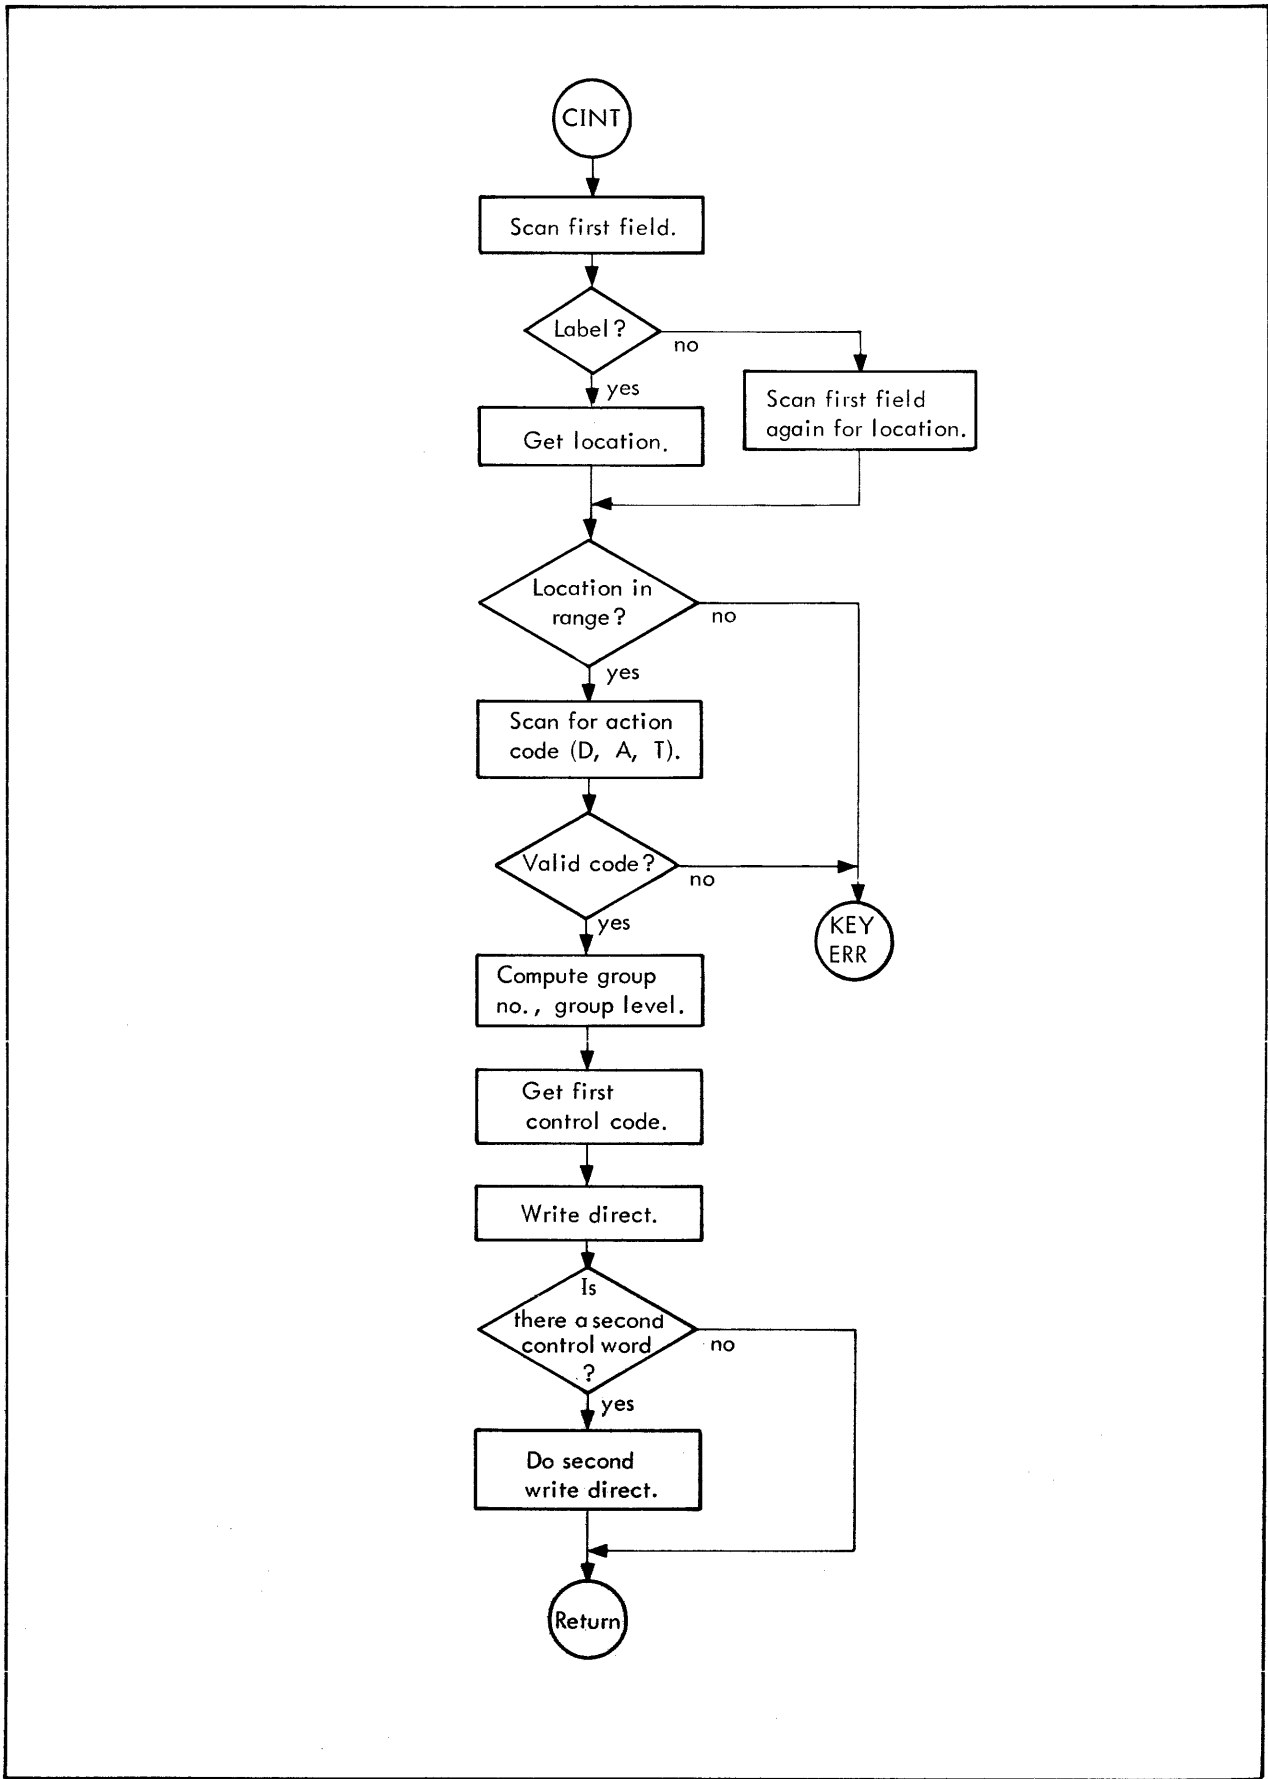 CINT
Scan first field.
Label?
no
yes
Scan first field
again for location.
Get location.
Location in
range?
no
yes
Scan for action
code (D, A, T).
Valid code?
no
yes
KEY
ERR
Compute group
no., group level.
Get first
control code.
Write direct.
Is
there a second
control word
?
no
yes
Do second
write direct.
Return